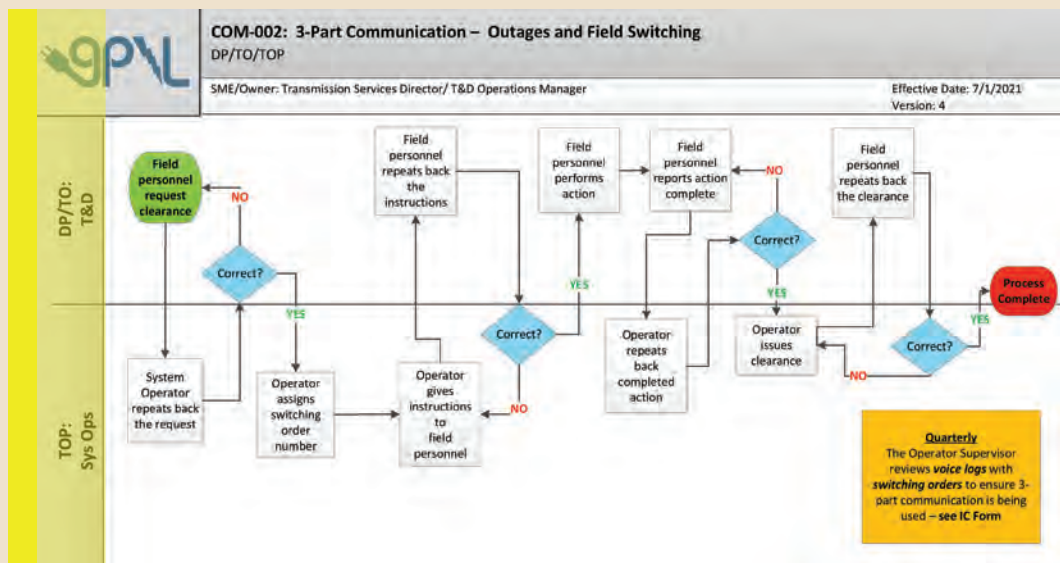 gPWL
COM-002: 3-Part Communication – Outages and Field Switching
DP/TO/TOP
SME/Owner: Transmission Services Director/ T&D Operations Manager
Effective Date: 7/1/2021
Version: 4
DP/TO:
T&D
Field
personnel
request
clearance
NO
Correct?
YES
Field
personnel
repeats back
the
instructions
Field
personnel
performs
action
Field
personnel
reports action
complete
NO
Correct?
YES
Field
personnel
repeats back
the clearance
Process
Complete
TOP:
Sys Ops
System
Operator
repeats back
the request
Operator
assigns
switching
order
number
Operator
gives
instructions
to
field
personnel
Correct?
YES
NO
Operator
repeats
back
completed
action
Operator
issues
clearance
Correct?
YES
NO
Quarterly
The Operator Supervisor
reviews voice logs with
switching orders to ensure 3-
part communication is being
used – see IC Form